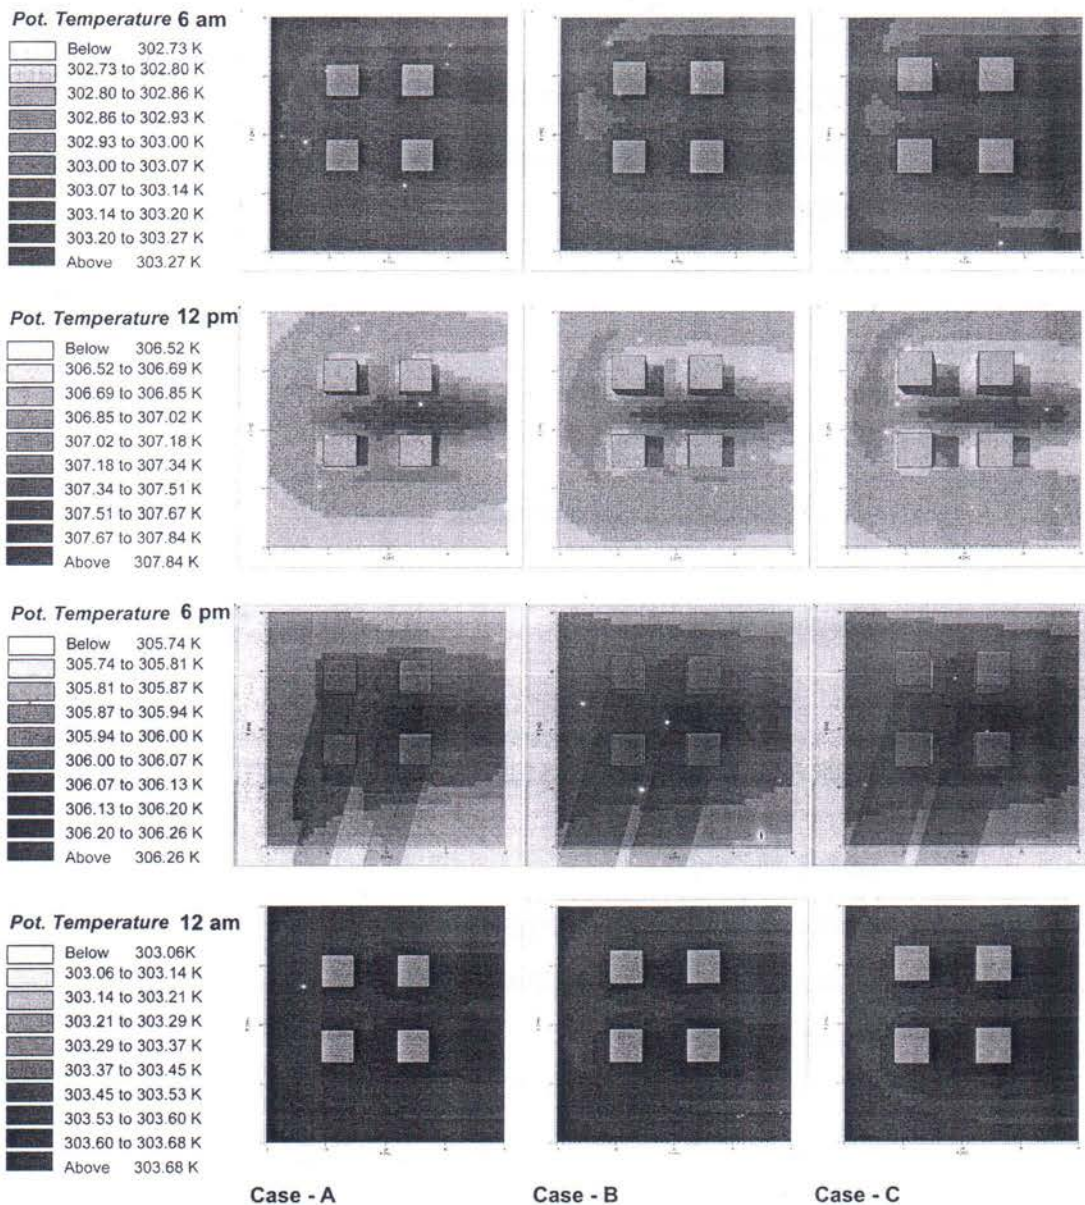 Pot. Temperature 6 am
Below 302.73 K
302.73 to 302.80 K
302.80 to 302.86 K
302.86 to 302.93 K
302.93 to 303.00 K
303.00 to 303.07 K
303.07 to 303.14 K
303.14 to 303.20 K
303.20 to 303.27 K
Above 303.27 K
Pot. Temperature 12 pm
Below 306.52 K
306.52 to 306.69 K
306.69 to 306.85 K
306.85 to 307.02 K
307.02 to 307.18 K
307.18 to 307.34 K
307.34 to 307.51 K
307.51 to 307.67 K
307.67 to 307.84 K
Above 307.84 K
Pot. Temperature 6 pm
Below 305.74 K
305.74 to 305.81 K
305.81 to 305.87 K
305.87 to 305.94 K
305.94 to 306.00 K
306.00 to 306.07 K
306.07 to 306.13 K
306.13 to 306.20 K
306.20 to 306.26 K
Above 306.26 K
Pot. Temperature 12 am
Below 303.06K
303.06 to 303.14 K
303.14 to 303.21 K
303.21 to 303.29 K
303.29 to 303.37 K
303.37 to 303.45 K
303.45 to 303.53 K
303.53 to 303.60 K
303.60 to 303.68 K
Above 303.68 K
Case - A
Case - B
Case - C